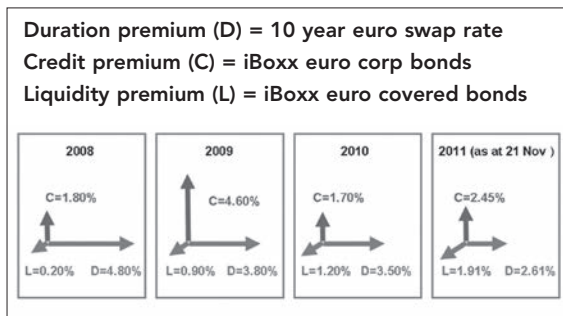 Duration premium (D) = 10 year euro swap rate
Credit premium (C) = iBoxx euro corp bonds
Liquidity premium (L) = iBoxx euro covered bonds
2008
C=1.80%
L=0.20% D=4.80%
2009
C=4.60%
L=0.90% D=3.80%
2010
C=1.70%
L=1.20% D=3.50%
2011 (as at 21 Nov )
C=2.45%
L=1.91% D=2.61%